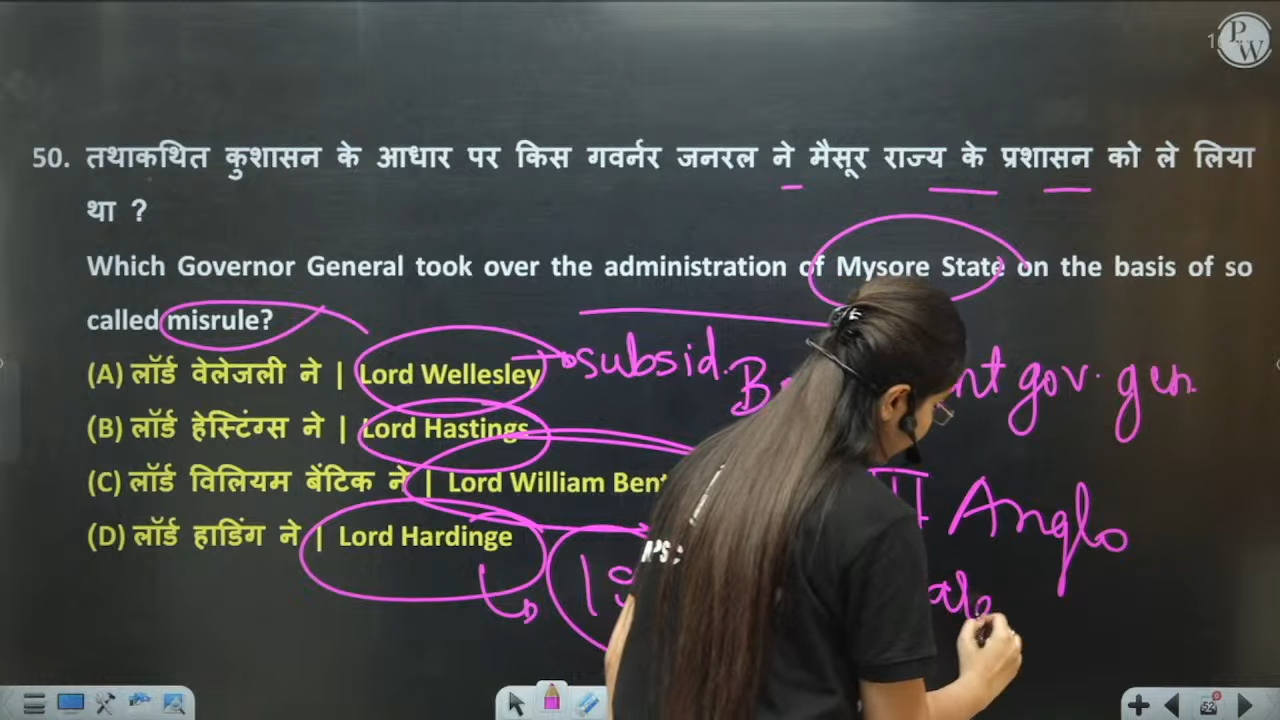 PW
50. तथाकथित कुशासन के आधार पर किस गवर्नर जनरल ने मैसूर राज्य के प्रशासन को ले लिया
था ?
Which Governor General took over the administration of Mysore State on the basis of so
called misrule?
(A) लॉर्ड वेलेजली ने | Lord Wellesley
subsid.
gov. gen.
(B) लॉर्ड हेस्टिंग्स ने | Lord Hastings
(C) लॉर्ड विलियम बेंटिक ने | Lord William
Anglo
(D) लॉर्ड हार्डिंग ने | Lord Hardinge
52